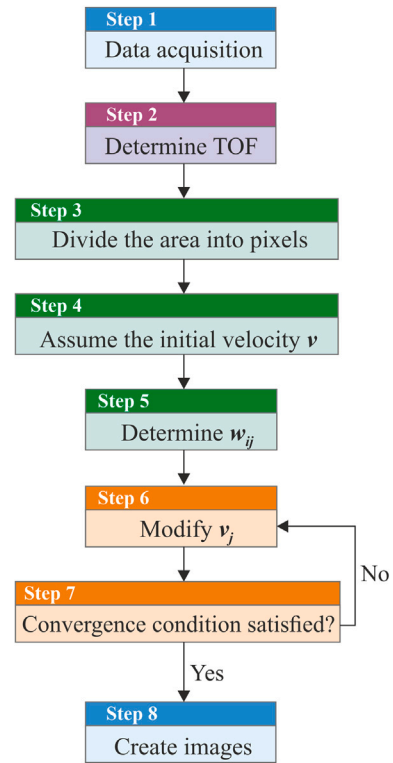 Step 1
Data acquisition
Step 2
Determine TOF
Step 3
Divide the area into pixels
Step 4
Assume the initial velocity v
Step 5
Determine wij
Step 6
Modify vj
No
Step 7
Convergence condition satisfied?
Yes
Step 8
Create images